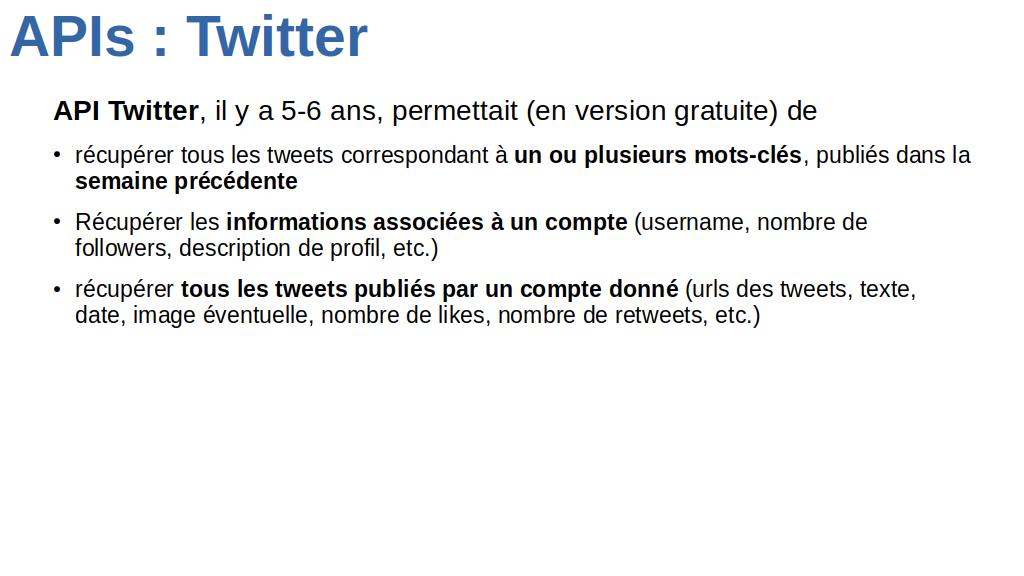 APIs : Twitter
API Twitter, il y a 5-6 ans, permettait (en version gratuite) de
• récupérer tous les tweets correspondant à un ou plusieurs mots-clés, publiés dans la
semaine précédente
• Récupérer les informations associées à un compte (username, nombre de
followers, description de profil, etc.)
• récupérer tous les tweets publiés par un compte donné (urls des tweets, texte,
date, image éventuelle, nombre de likes, nombre de retweets, etc.)